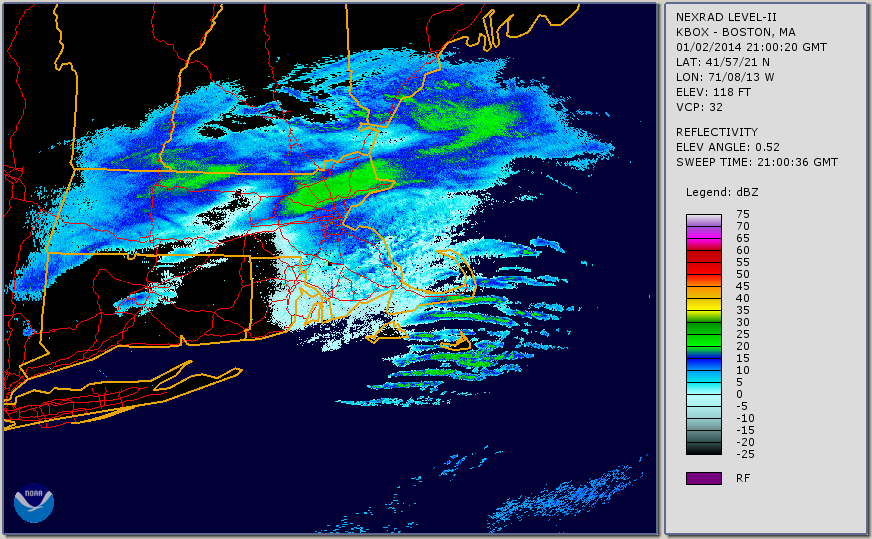 NEXRAD LEVEL-II
KBOX - BOSTON, MA
01/02/2014 21:00:20 GMT
LAT: 41/57/21 N
LON: 71/08/13 W
ELEV: 118 FT
VCP: 32
REFLECTIVITY
ELEV ANGLE: 0.52
SWEEP TIME: 21:00:36 GMT
Legend: dBZ
75
70
65
60
55
50
45
40
35
30
25
20
15
10
5
0
-5
-10
-15
-20
-25
RF
NOAA